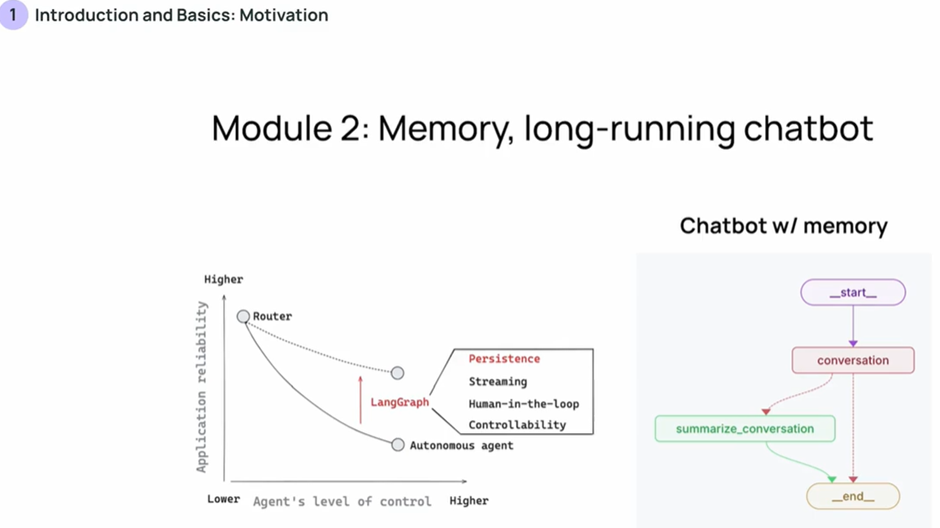 1 Introduction and Basics: Motivation
Module 2: Memory, long-running chatbot
Chatbot w/ memory
Higher
Application reliability
Router
LangGraph
Persistence
Streaming
Human-in-the-loop
Controllability
Autonomous agent
Lower Agent's level of control Higher
__start__
conversation
summarize_conversation
__end__